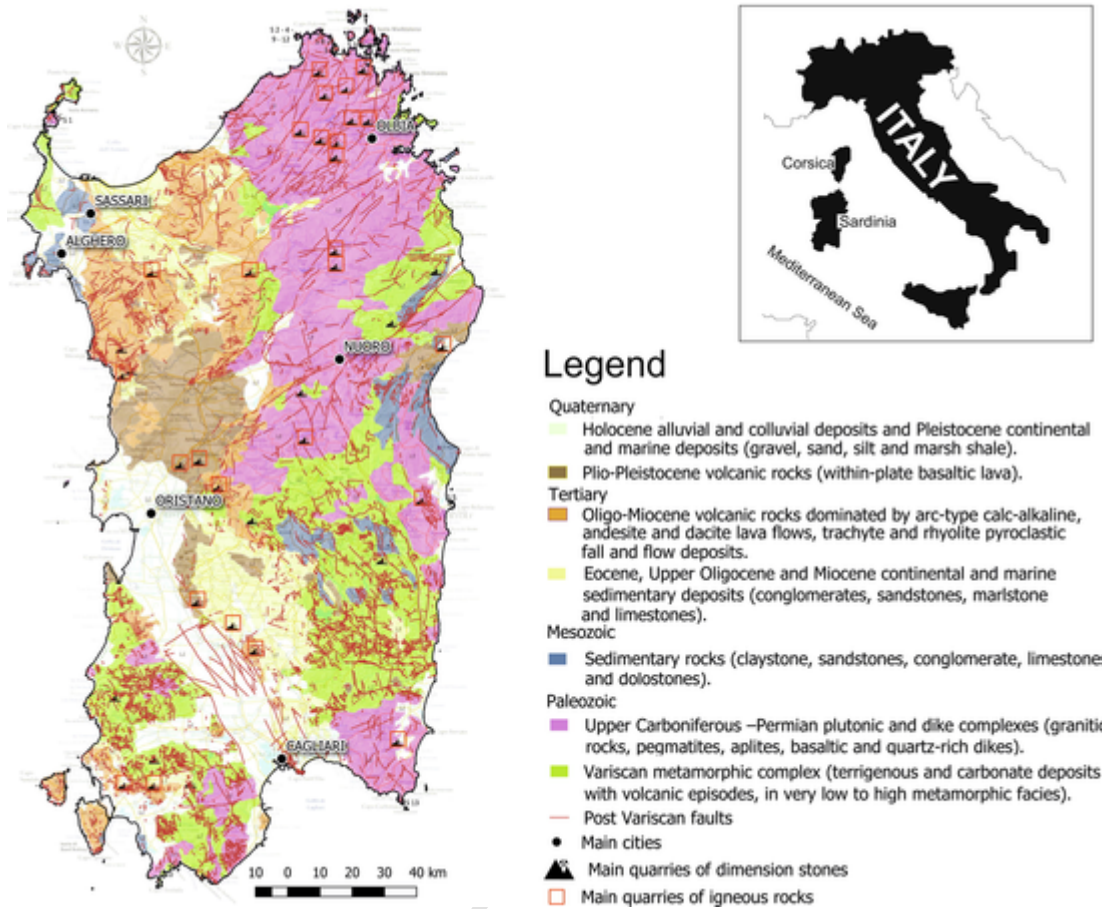 N
W
E
S
12 - 4 -
9 - 12
OLBIA
SASSARI
ALGHERO
NUORO
ORISTANO
CAGLIARI
10 0 10 20 30 40 km
ITALY
Corsica
Sardinia
Mediterranean Sea
Legend
Quaternary
Holocene alluvial and colluvial deposits and Pleistocene continental
and marine deposits (gravel, sand, silt and marsh shale).
Plio-Pleistocene volcanic rocks (within-plate basaltic lava).
Tertiary
Oligo-Miocene volcanic rocks dominated by arc-type calc-alkaline,
andesite and dacite lava flows, trachyte and rhyolite pyroclastic
fall and flow deposits.
Eocene, Upper Oligocene and Miocene continental and marine
sedimentary deposits (conglomerates, sandstones, marlstone
and limestones).
Mesozoic
Sedimentary rocks (claystone, sandstones, conglomerate, limestones
and dolostones).
Paleozoic
Upper Carboniferous –Permian plutonic and dike complexes (granitic
rocks, pegmatites, aplites, basaltic and quartz-rich dikes).
Variscan metamorphic complex (terrigenous and carbonate deposits
with volcanic episodes, in very low to high metamorphic facies).
Post Variscan faults
Main cities
Main quarries of dimension stones
Main quarries of igneous rocks